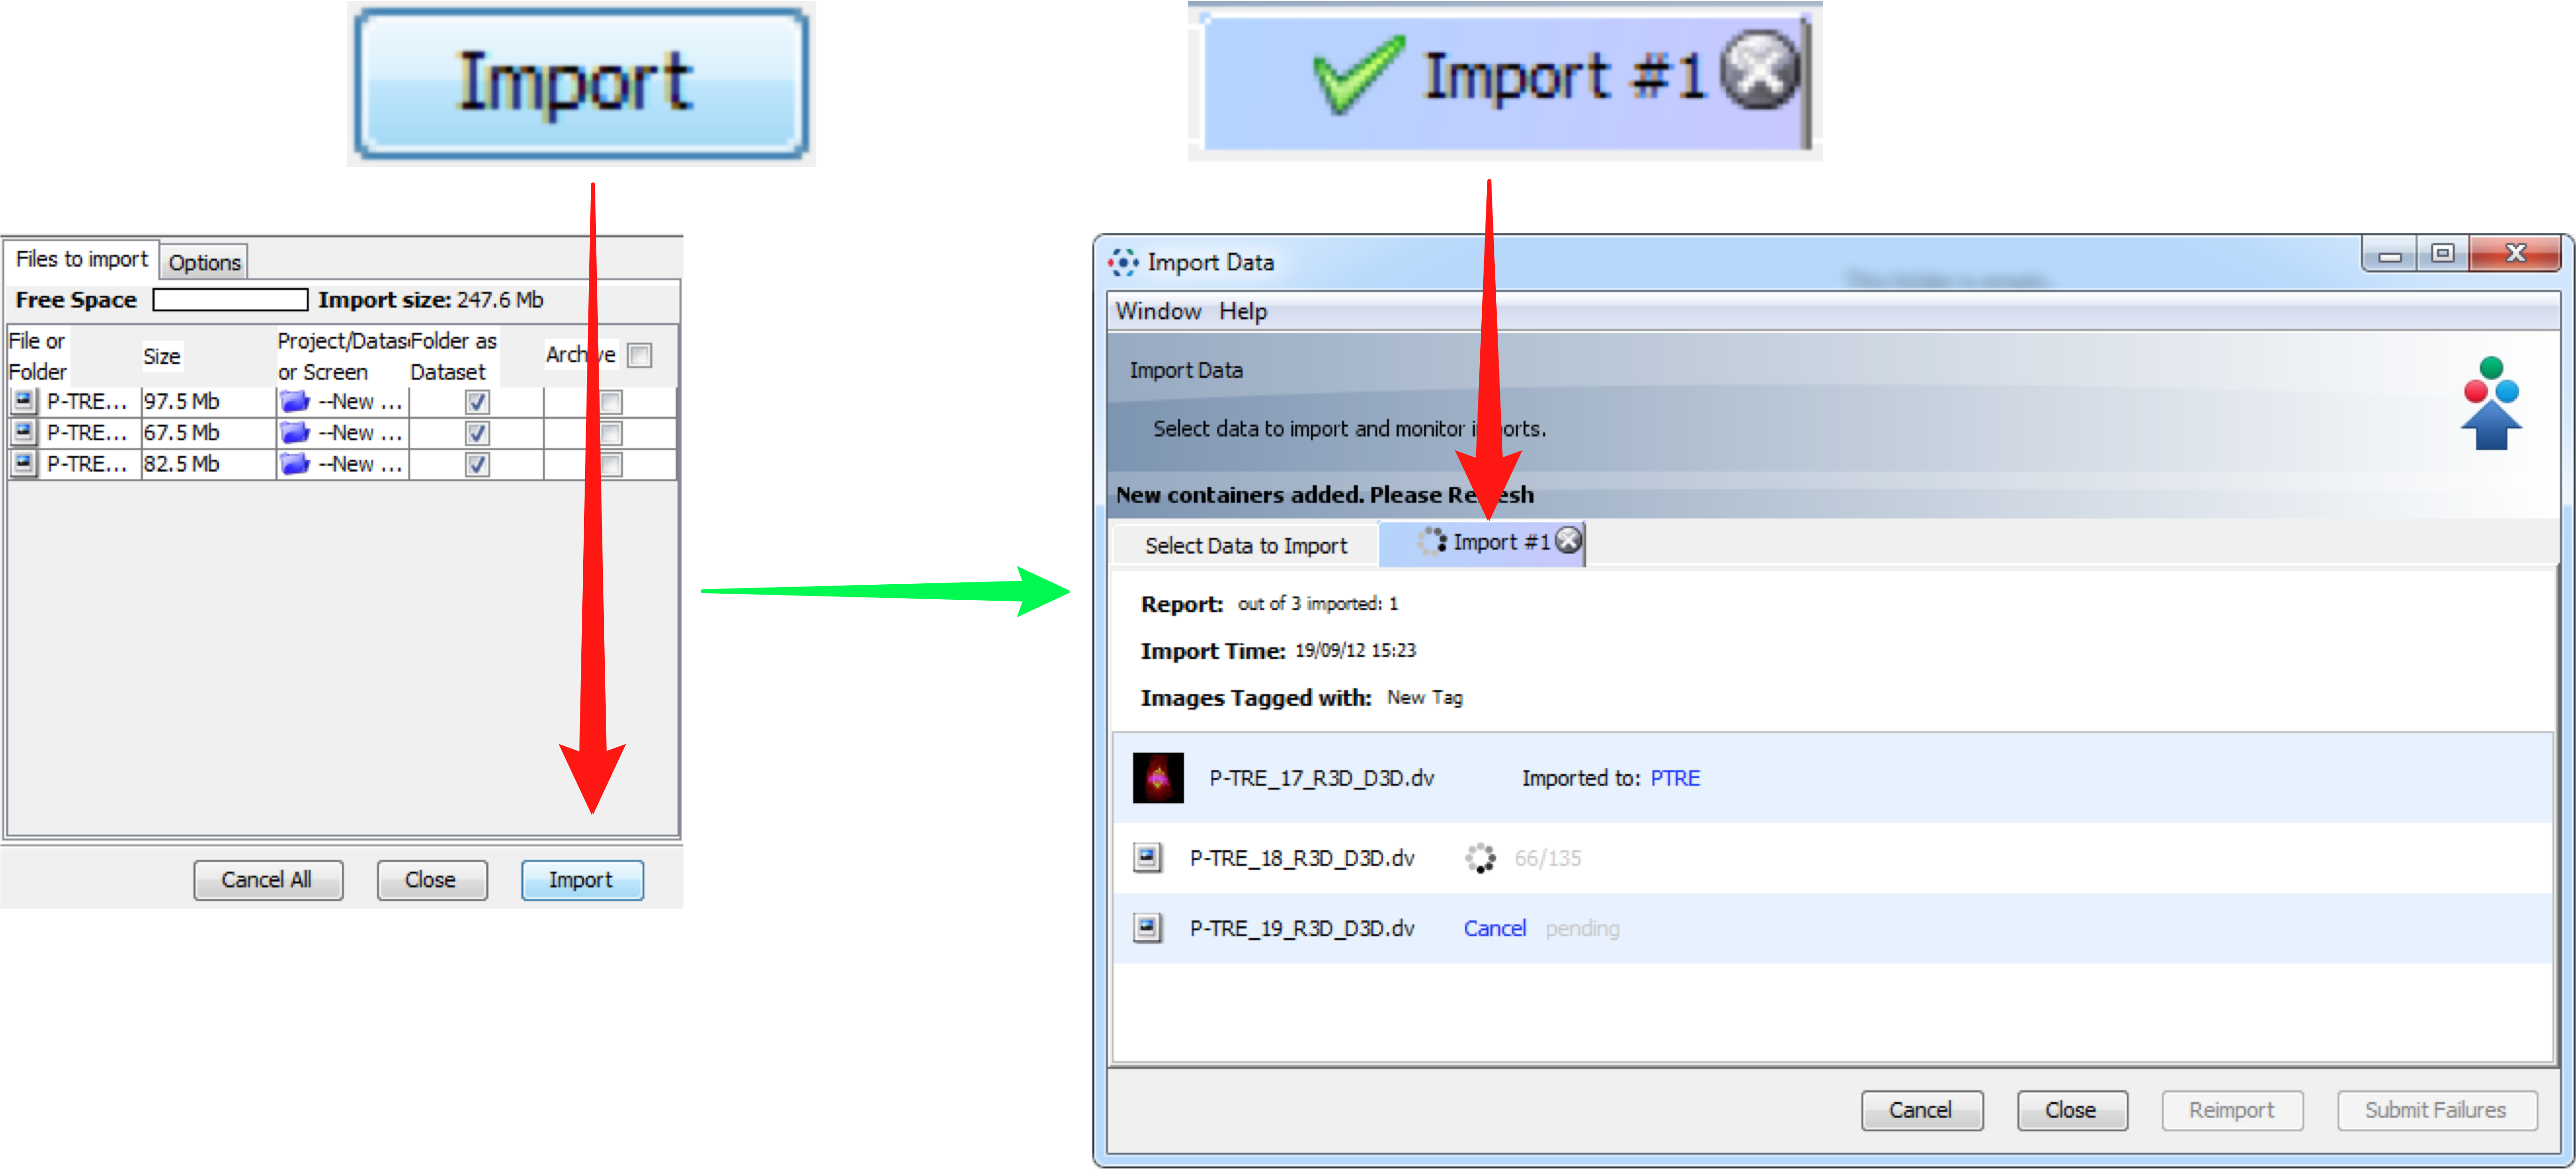 Import
Import #1
Files to import
Options
Free Space
Import size: 247.6 Mb
File or Folder
Size
Project/Datas
or Screen
Folder as
Dataset
P-TRE... 97.5 Mb --New ...
P-TRE... 67.5 Mb --New ...
P-TRE... 82.5 Mb --New ...
Cancel All
Close
Import
Import Data
Window Help
Import Data
Select data to import and monitor
New containers added. Please
Select Data to Import
Import #1
Report: out of 3 imported: 1
Import Time: 19/09/12 15:23
Images Tagged with: New Tag
P-TRE_17_R3D_D3D.dv Imported to: PTRE
P-TRE_18_R3D_D3D.dv 66/135
P-TRE_19_R3D_D3D.dv Cancel pending
Cancel
Close
Reimport
Submit Failures